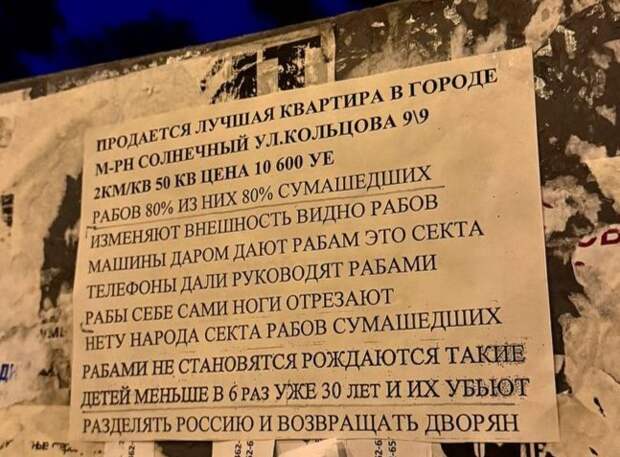 ПРОДАЕТСЯ ЛУЧШАЯ КВАРТИРА В ГОРОДЕ
М-РН СОЛНЕЧНЫЙ УЛ.КОЛЬЦОВА 9\9
2КМ/КВ 50 КВ ЦЕНА 10 600 УЕ
РАБОВ 80% ИЗ НИХ 80% СУМАШЕДШИХ
ИЗМЕНЯЮТ ВНЕШНОСТЬ ВИДНО РАБОВ
МАШИНЫ ДАРОМ ДАЮТ РАБАМ ЭТО СЕКТА
ТЕЛЕФОНЫ ДАЛИ РУКОВОДЯТ РАБАМИ
РАБЫ СЕБЕ САМИ НОГИ ОТРЕЗАЮТ
НЕТУ НАРОДА СЕКТА РАБОВ СУМАШЕДШИХ
РАБАМИ НЕ СТАНОВЯТСЯ РОЖДАЮТСЯ ТАКИЕ
ДЕТЕЙ МЕНЬШЕ В 6 РАЗ УЖЕ 30 ЛЕТ И ИХ УБЬЮТ
РАЗДЕЛЯТЬ РОССИЮ И ВОЗВРАЩАТЬ ДВОРЯН